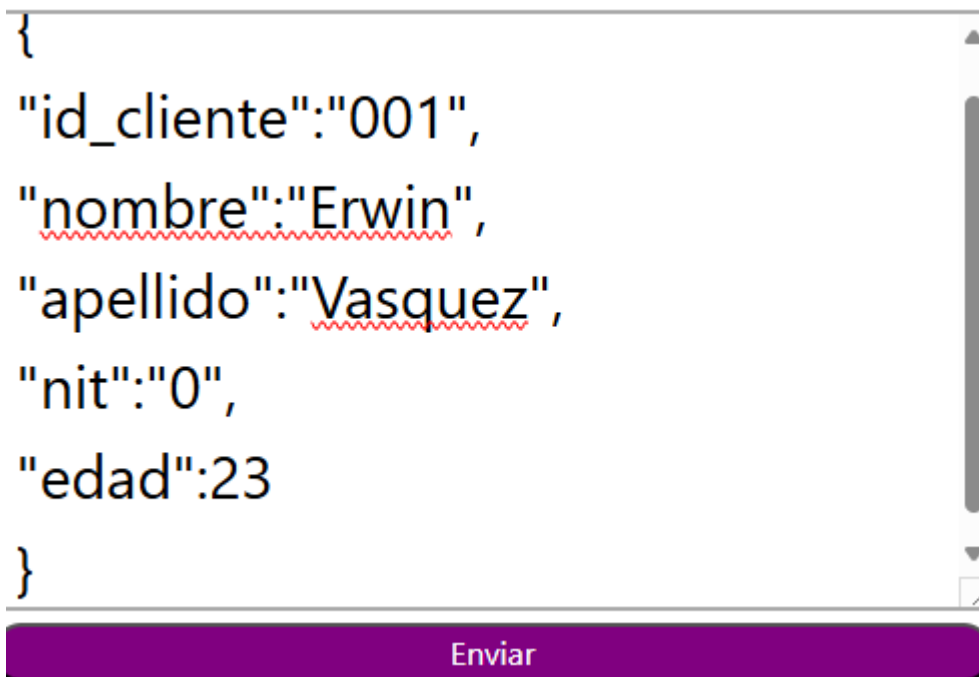 {
"id_cliente":"001",
"nombre":"Erwin",
"apellido":"Vasquez",
"nit":"0",
"edad":23
}
Enviar